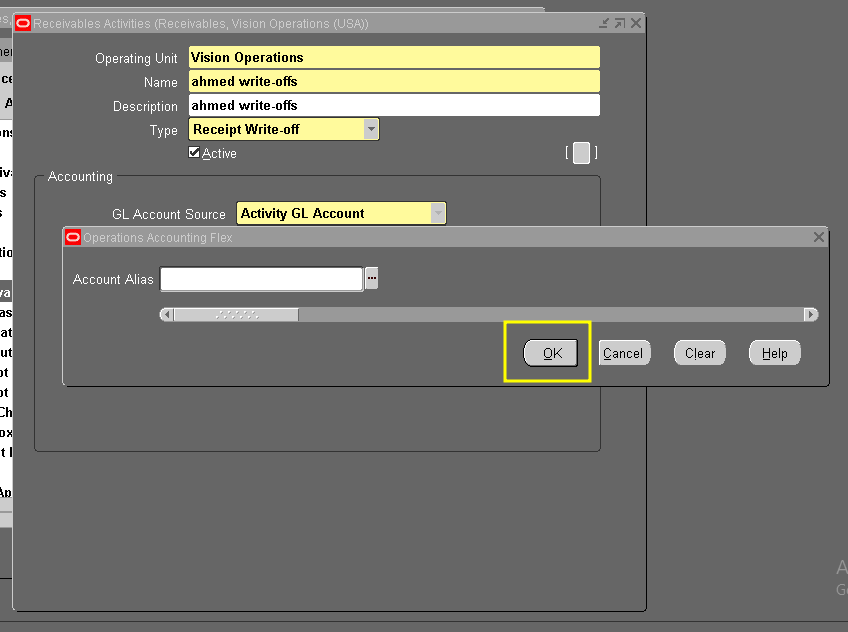 Receivables Activities (Receivables, Vision Operations (USA))
Operating Unit Vision Operations
Name ahmed write-offs
Description ahmed write-offs
Type Receipt Write-off
Active
[ ]
Accounting
GL Account Source Activity GL Account
Operations Accounting Flex
Account Alias
OK Cancel Clear Help